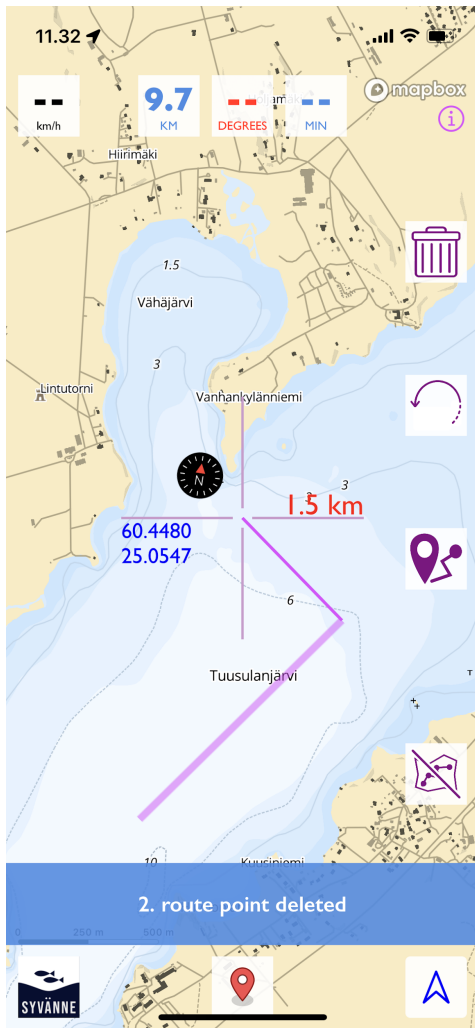 11.32
--
km/h
9.7
KM
--
DEGREES
--
MIN
mapbox
i
Hiirimäki
1.5
Vähäjärvi
3
Lintutorni
Vanhankylänniemi
N
3
1.5 km
60.4480
25.0547
6
Tuusulanjärvi
10
Kuusiniemi
2. route point deleted
0
250 m
500 m
SYVÄNNE